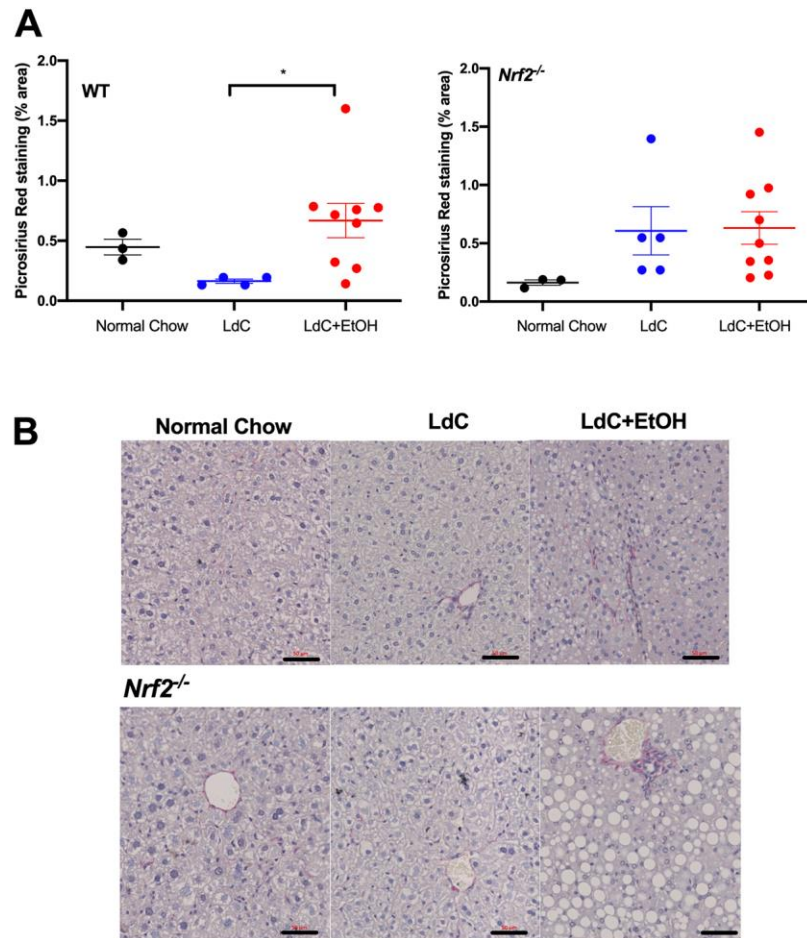 A
Picrosirius Red staining (% area)
2.0
1.5
1.0
0.5
0.0
WT
*
Normal Chow
LdC
LdC+EtOH
Picrosirius Red staining (% area)
2.0
1.5
1.0
0.5
0.0
Nrf2-/-
Normal Chow
LdC
LdC+EtOH
B
Normal Chow
LdC
LdC+EtOH
Nrf2-/-